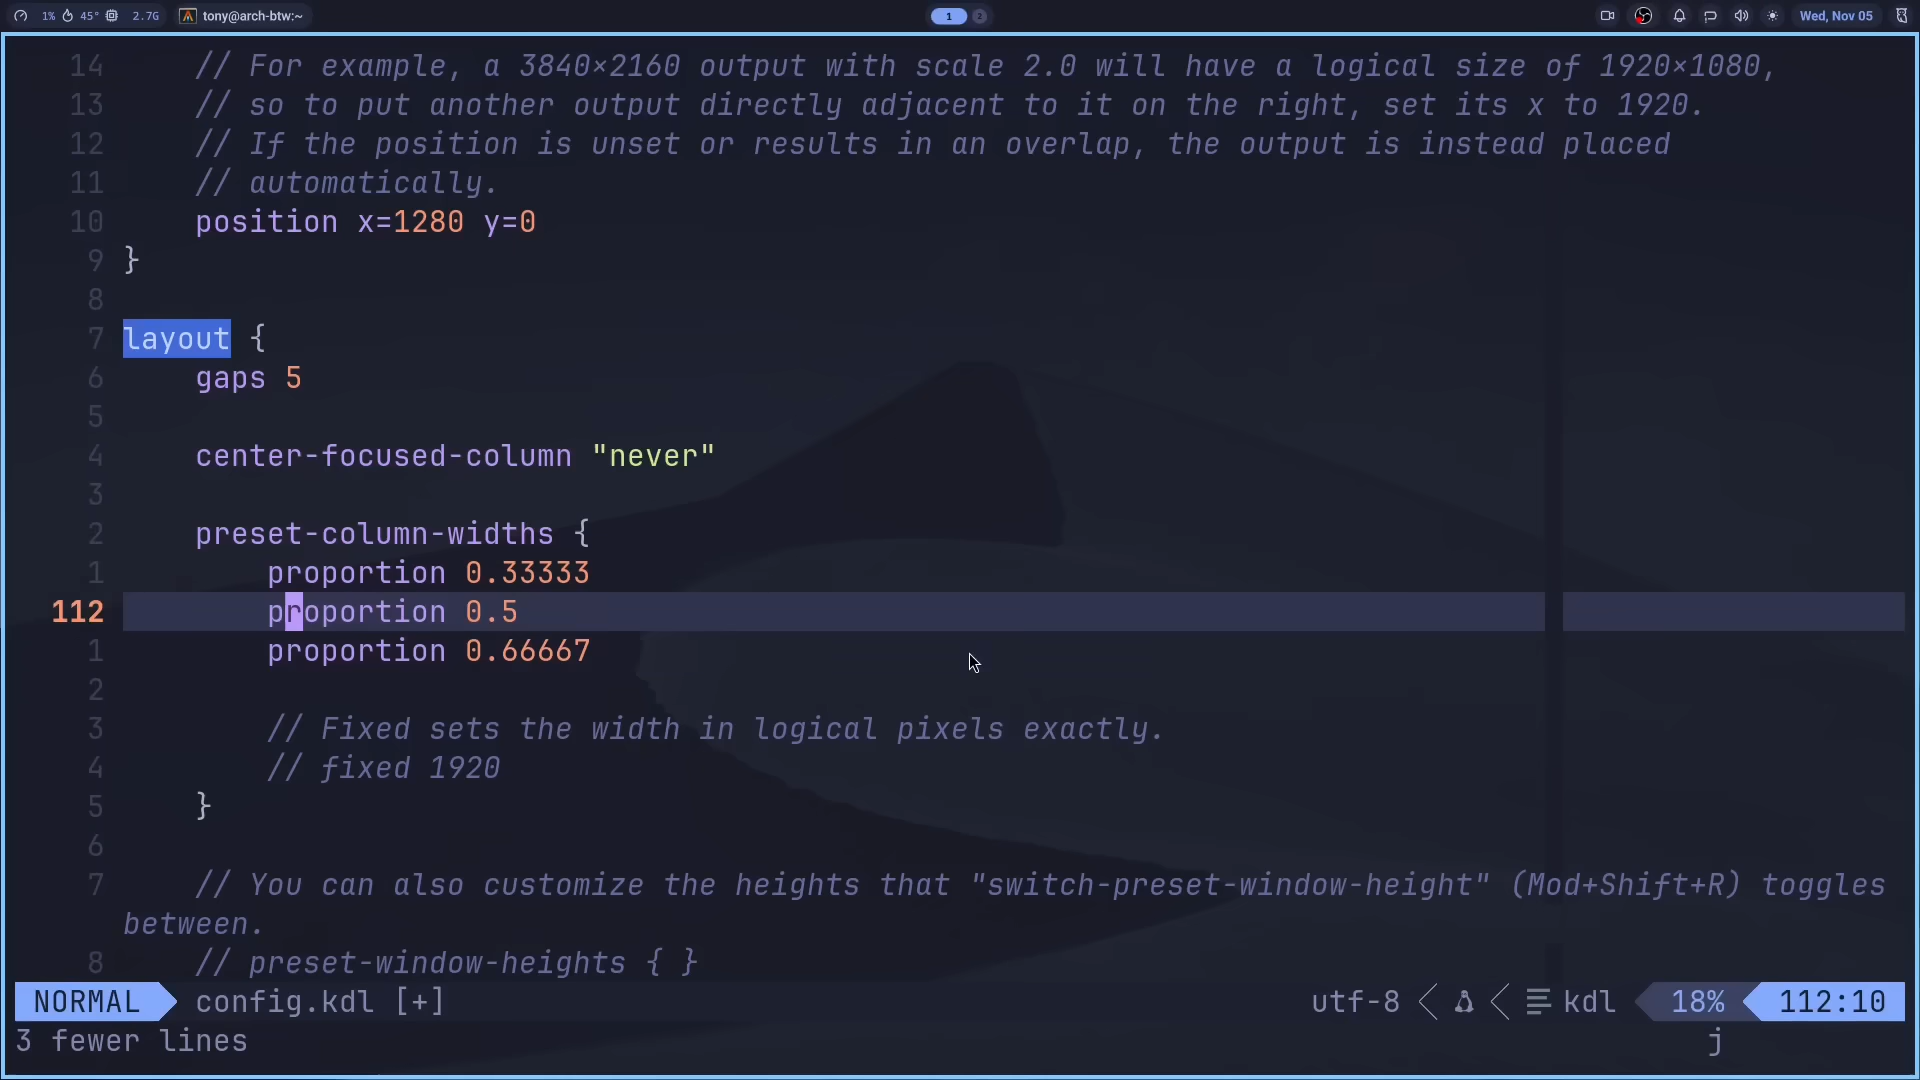 1% 45° 2.7G tony@arch-btw:~ 1 2 Wed, Nov 05
14 // For example, a 3840×2160 output with scale 2.0 will have a logical size of 1920×1080,
13 // so to put another output directly adjacent to it on the right, set its x to 1920.
12 // If the position is unset or results in an overlap, the output is instead placed
11 // automatically.
10 position x=1280 y=0
9 }
8
7 layout {
6 gaps 5
5
4 center-focused-column "never"
3
2 preset-column-widths {
1 proportion 0.33333
112 proportion 0.5
1 proportion 0.66667
2
3 // Fixed sets the width in logical pixels exactly.
4 // fixed 1920
5 }
6
7 // You can also customize the heights that "switch-preset-window-height" (Mod+Shift+R) toggles
between.
8 // preset-window-heights { }
NORMAL config.kdl [+] utf-8 kdl 18% 112:10
3 fewer lines j